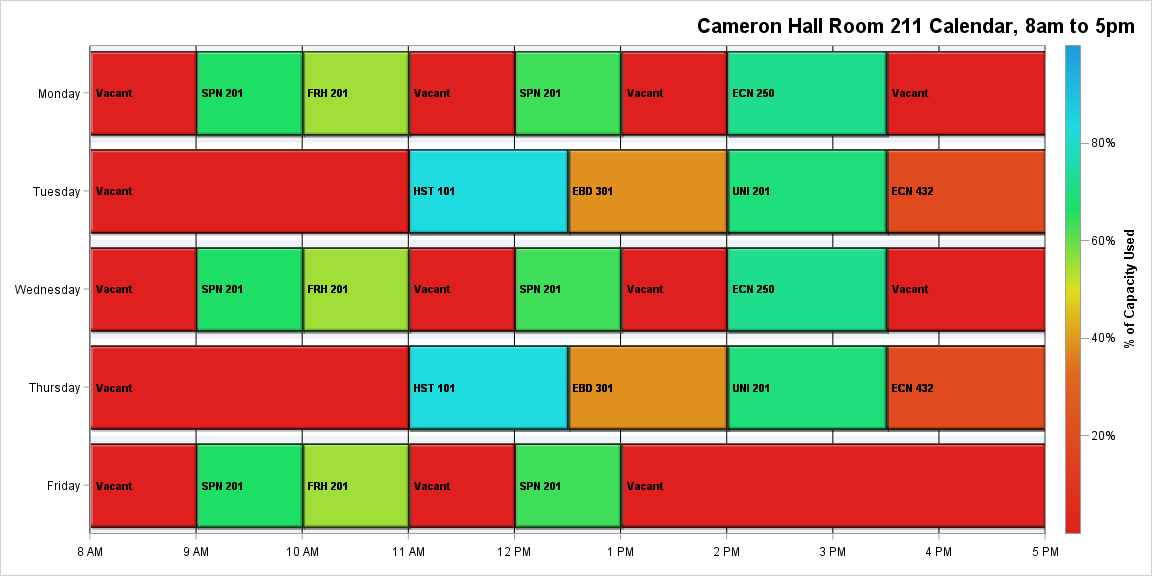 Cameron Hall Room 211 Calendar, 8am to 5pm
Monday
Vacant
SPN 201
FRH 201
Vacant
SPN 201
Vacant
ECN 250
Vacant
Tuesday
Vacant
HST 101
EBD 301
UNI 201
ECN 432
Wednesday
Vacant
SPN 201
FRH 201
Vacant
SPN 201
Vacant
ECN 250
Vacant
Thursday
Vacant
HST 101
EBD 301
UNI 201
ECN 432
Friday
Vacant
SPN 201
FRH 201
Vacant
SPN 201
Vacant
8 AM
9 AM
10 AM
11 AM
12 PM
1 PM
2 PM
3 PM
4 PM
5 PM
80%
60%
40%
20%
% of Capacity Used